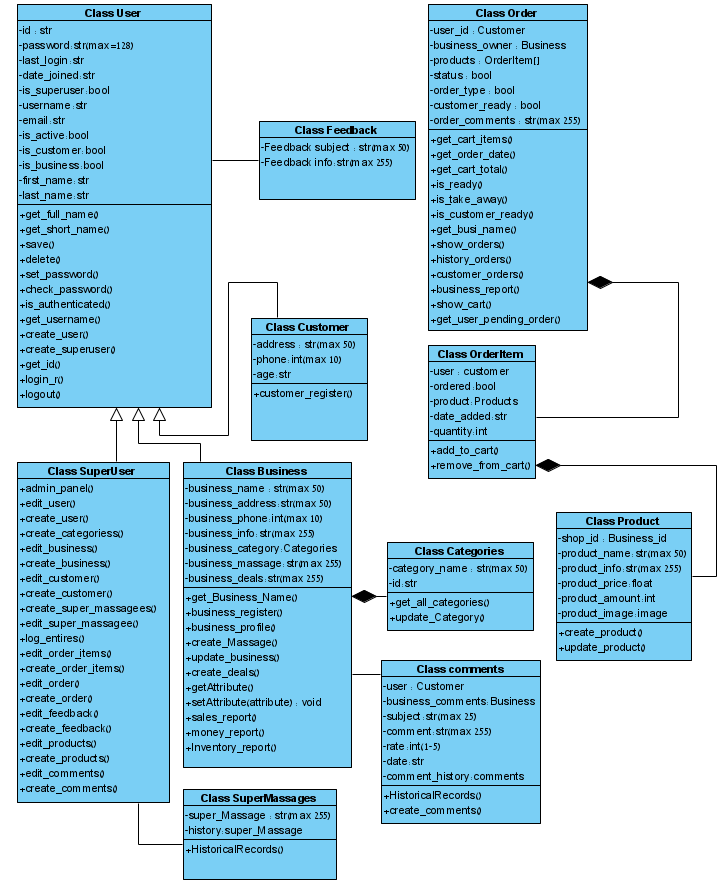 Class User
-id : str
-password:str(max=128)
-last_login:str
-date_joined:str
-is_superuser:bool
-username:str
-email:str
-is_active:bool
-is_customer:bool
-is_business:bool
-first_name:str
-last_name:str
+get_full_name()
+get_short_name()
+save()
+delete()
+set_password()
+check_password()
+is_authenticated()
+get_username()
+create_user()
+create_superuser()
+get_id()
+login_r()
+logout()
Class Feedback
-Feedback subject : str(max 50)
-Feedback info:str(max 255)
Class Order
-user_id : Customer
-business_owner : Business
-products : OrderItem[]
-status : bool
-order_type : bool
-customer_ready : bool
-order_comments : str(max 255)
+get_cart_items()
+get_order_date()
+get_cart_total()
+is_ready()
+is_take_away()
+is_customer_ready()
+get_busi_name()
+show_orders()
+history_orders()
+customer_orders()
+business_report()
+show_cart()
+get_user_pending_order()
Class Customer
-address : str(max 50)
-phone:int(max 10)
-age:str
+customer_register()
Class OrderItem
-user : customer
-ordered:bool
-product:Products
-date_added:str
-quantity:int
+add_to_cart()
+remove_from_cart()
Class SuperUser
+admin_panel()
+edit_user()
+create_user()
+create_categoriess()
+edit_business()
+create_business()
+edit_customer()
+create_customer()
+create_super_massagees()
+edit_super_massagee()
+log_entires()
+edit_order_items()
+create_order_items()
+edit_order()
+create_order()
+edit_feedback()
+create_feedback()
+edit_products()
+create_products()
+edit_comments()
+create_comments()
Class Business
-business_name : str(max 50)
-business_address:str(max 50)
-business_phone:int(max 10)
-business_info:str(max 255)
-business_category:Categories
-business_massage:str(max 255)
-business_deals:str(max 255)
+get_Business_Name()
+business_register()
+business_profile()
+create_Massage()
+update_business()
+create_deals()
+getAttribute()
+setAttribute(attribute) : void
+sales_report()
+money_report()
+Inventory_report()
Class Categories
-category_name : str(max 50)
-id:str
+get_all_categories()
+update_Category()
Class Product
-shop_id : Business_id
-product_name:str(max 50)
-product_info:str(max 255)
-product_price:float
-product_amount:int
-product_image:image
+create_product()
+update_product()
Class comments
-user : Customer
-business_comments:Business
-subject:str(max 25)
-comment:str(max 255)
-rate:int(1-5)
-date:str
-comment_history:comments
+HistoricalRecords()
+create_comments()
Class SuperMassages
-super_Massage : str(max 255)
-history:super_Massage
+HistoricalRecords()